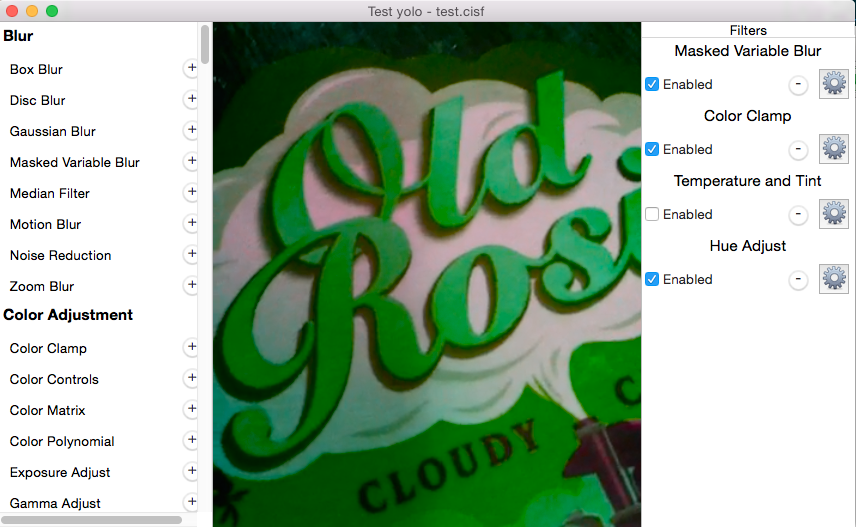 Test yolo - test.cisf
Blur
Box Blur
Disc Blur
Gaussian Blur
Masked Variable Blur
Median Filter
Motion Blur
Noise Reduction
Zoom Blur
Color Adjustment
Color Clamp
Color Controls
Color Matrix
Color Polynomial
Exposure Adjust
Gamma Adjust
Old
Rosi
CLOUDY C
Filters
Masked Variable Blur
Enabled
Color Clamp
Enabled
Temperature and Tint
Enabled
Hue Adjust
Enabled